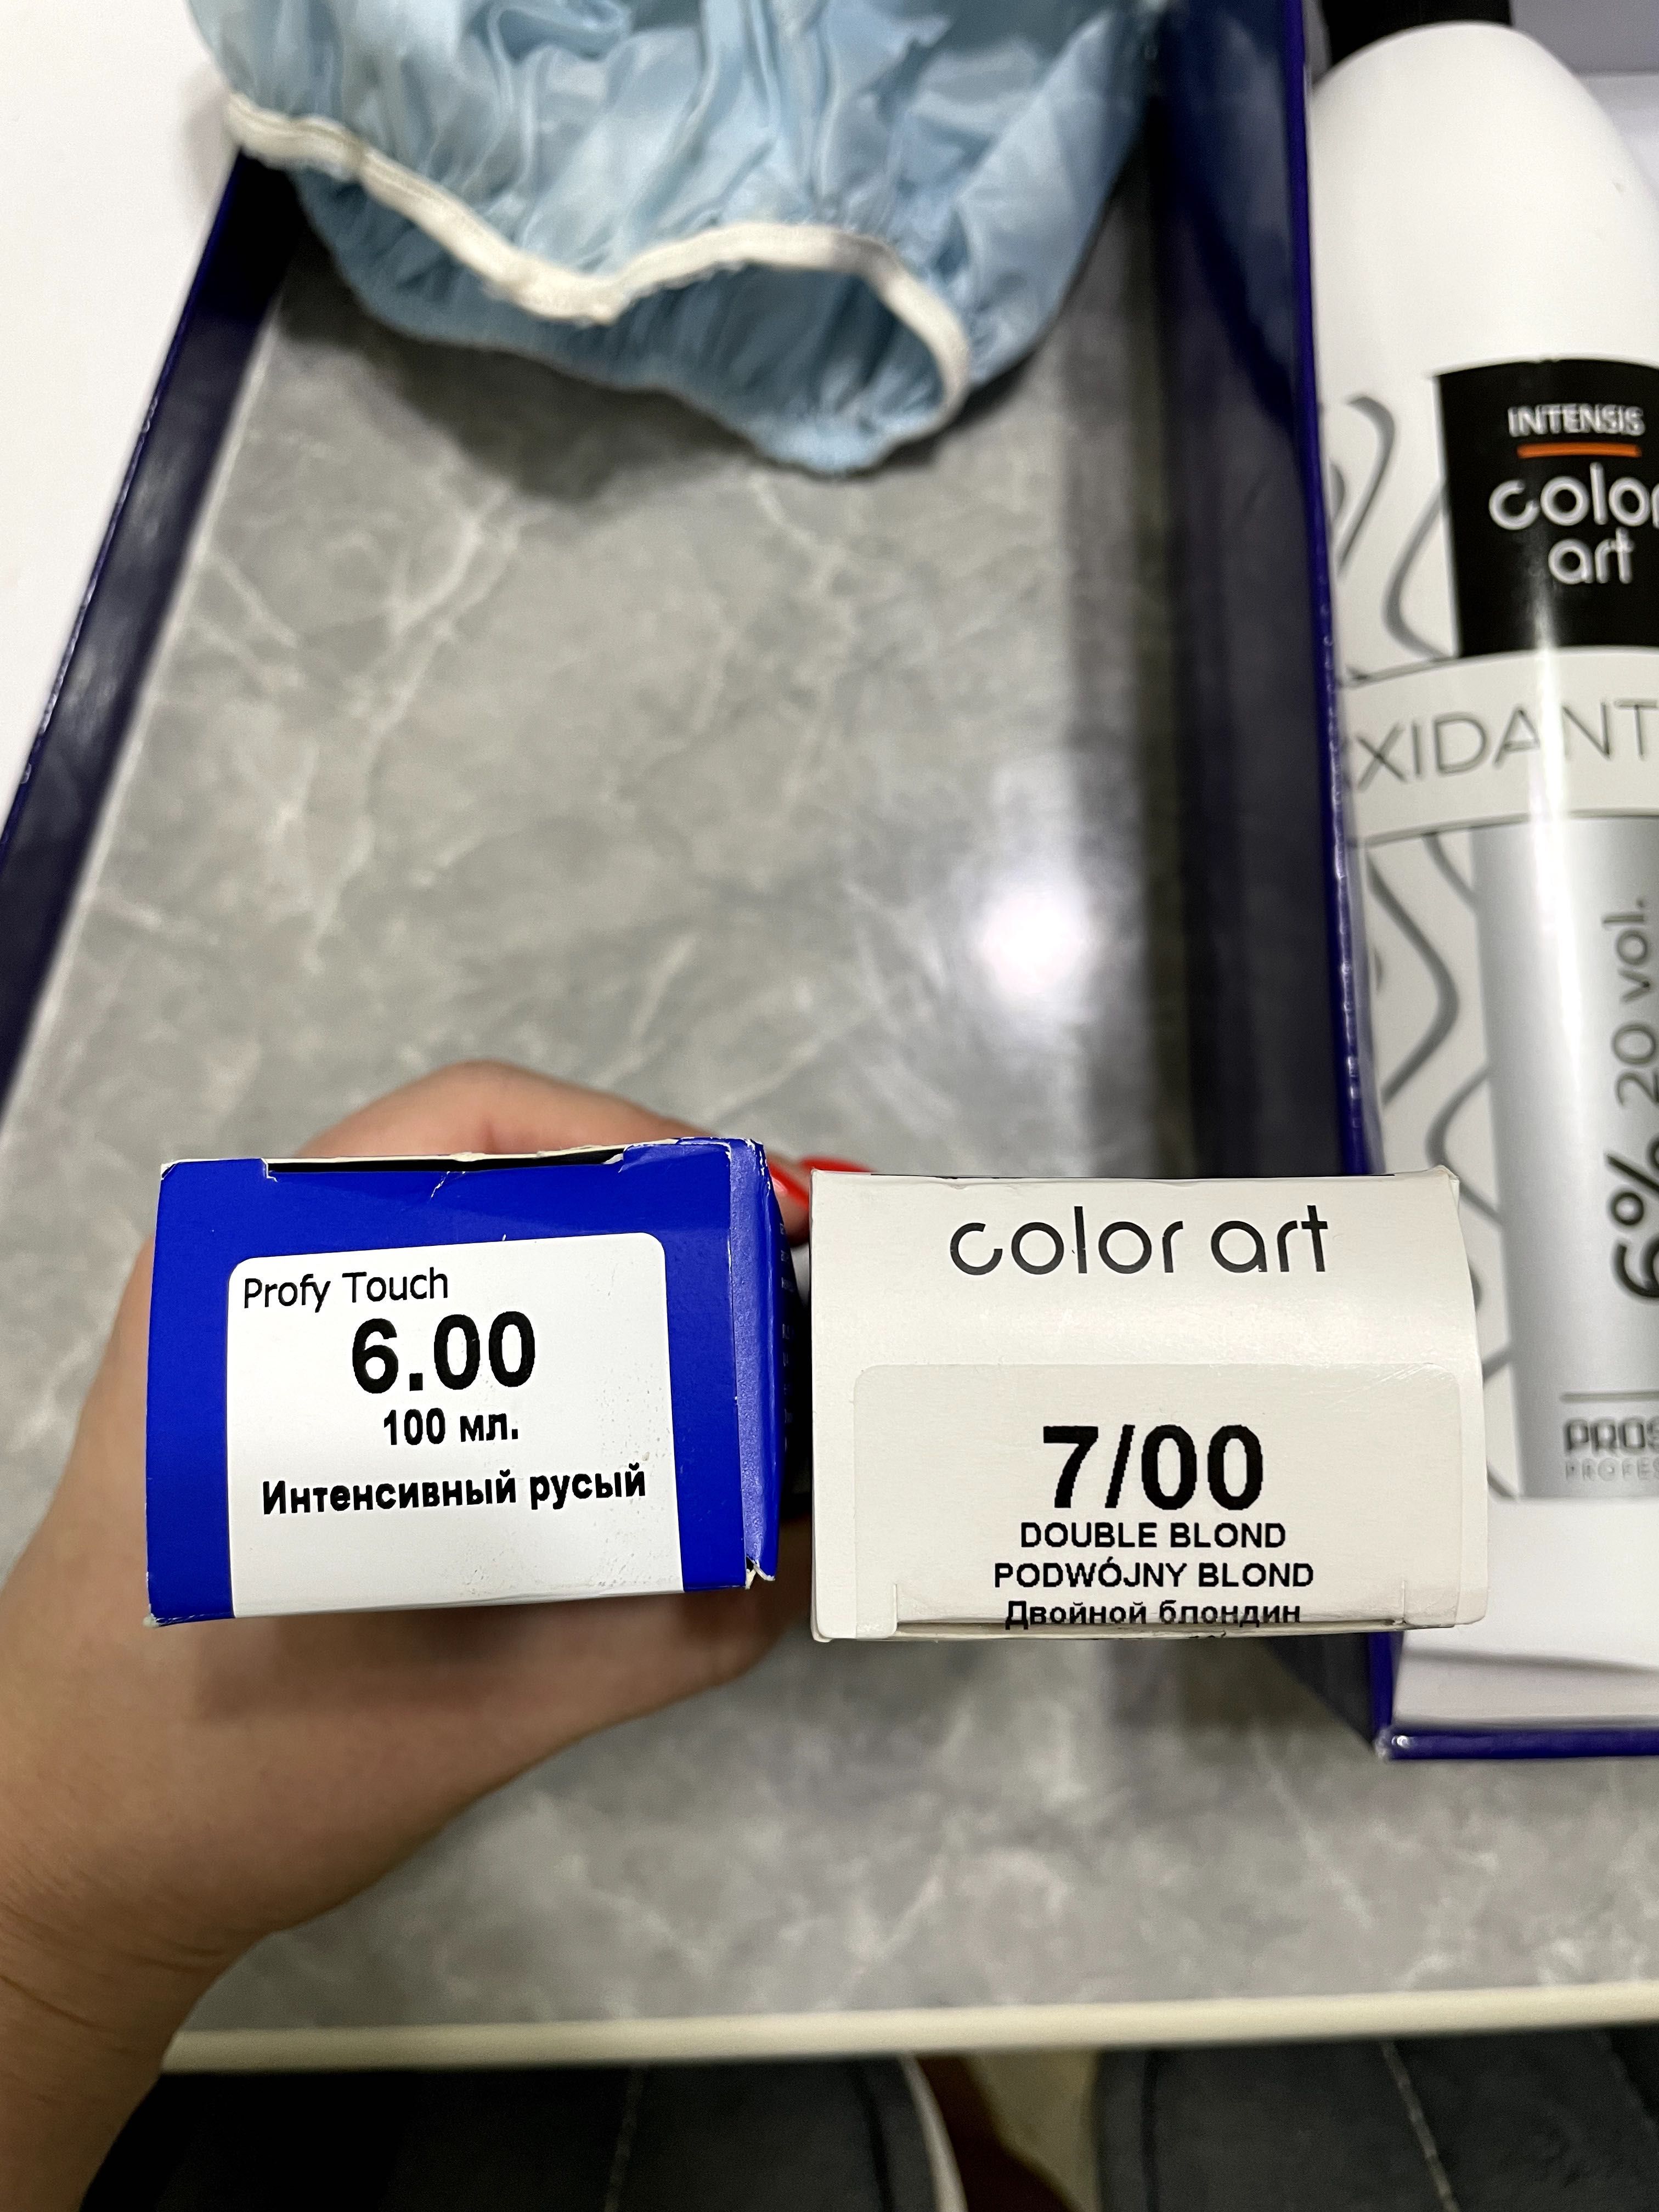 INTENSIS
color
art
XIDANT
6% 20 vol.
Profy Touch
6.00
100 мл.
Интенсивный русый
color art
7/00
DOUBLE BLOND
PODWÓJNY BLOND
Двойной блондин